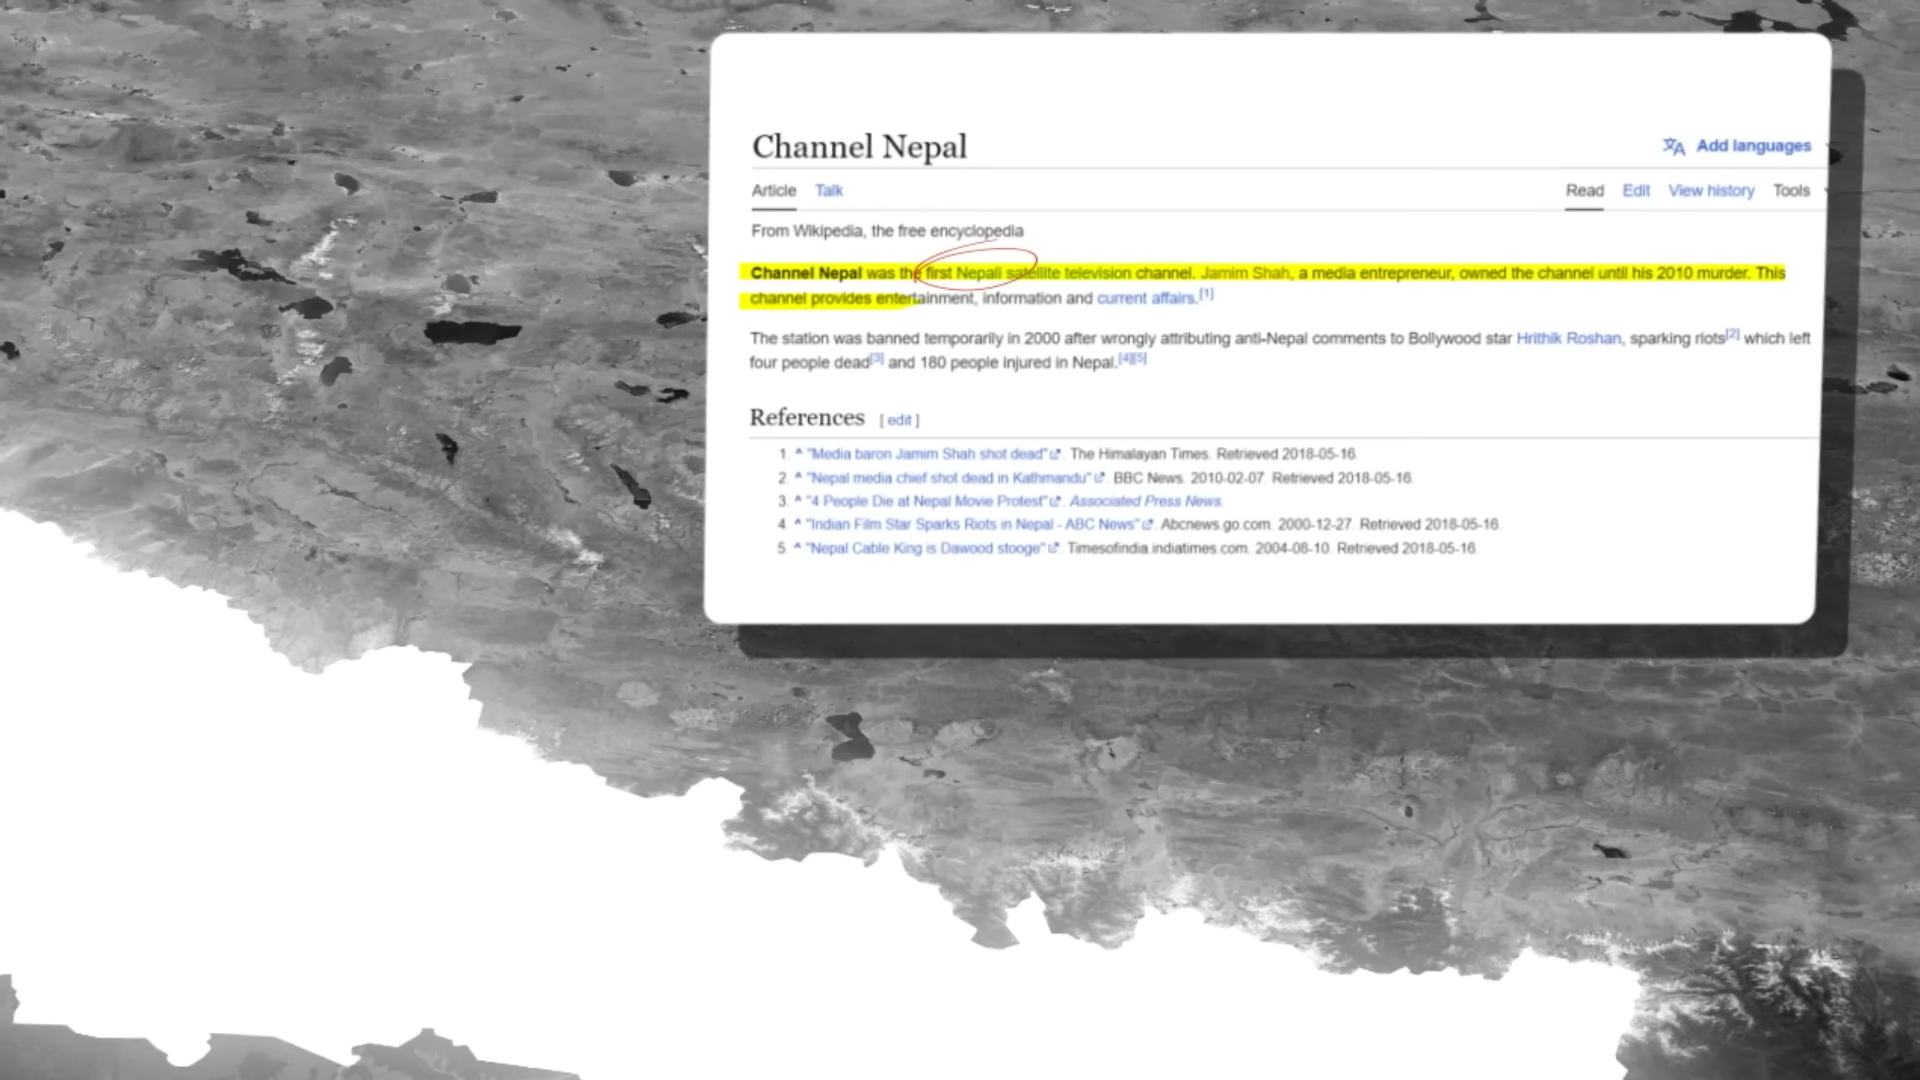 Channel Nepal
Add languages
Article Talk
Read Edit View history Tools
From Wikipedia, the free encyclopedia
Channel Nepal was the first Nepali satellite television channel. Jamim Shah, a media entrepreneur, owned the channel until his 2010 murder. This
channel provides entertainment, information and current affairs.[1]
The station was banned temporarily in 2000 after wrongly attributing anti-Nepal comments to Bollywood star Hrithik Roshan, sparking riots[2] which left
four people dead[3] and 180 people injured in Nepal.[4][5]
References [ edit ]
1. ^ "Media baron Jamim Shah shot dead". The Himalayan Times. Retrieved 2018-05-16.
2. ^ "Nepal media chief shot dead in Kathmandu". BBC News. 2010-02-07. Retrieved 2018-05-16.
3. ^ "4 People Die at Nepal Movie Protest". Associated Press News.
4. ^ "Indian Film Star Sparks Riots in Nepal - ABC News". Abcnews.go.com. 2000-12-27. Retrieved 2018-05-16.
5. ^ "Nepal Cable King is Dawood stooge". Timesofindia.indiatimes.com. 2004-08-10. Retrieved 2018-05-16.